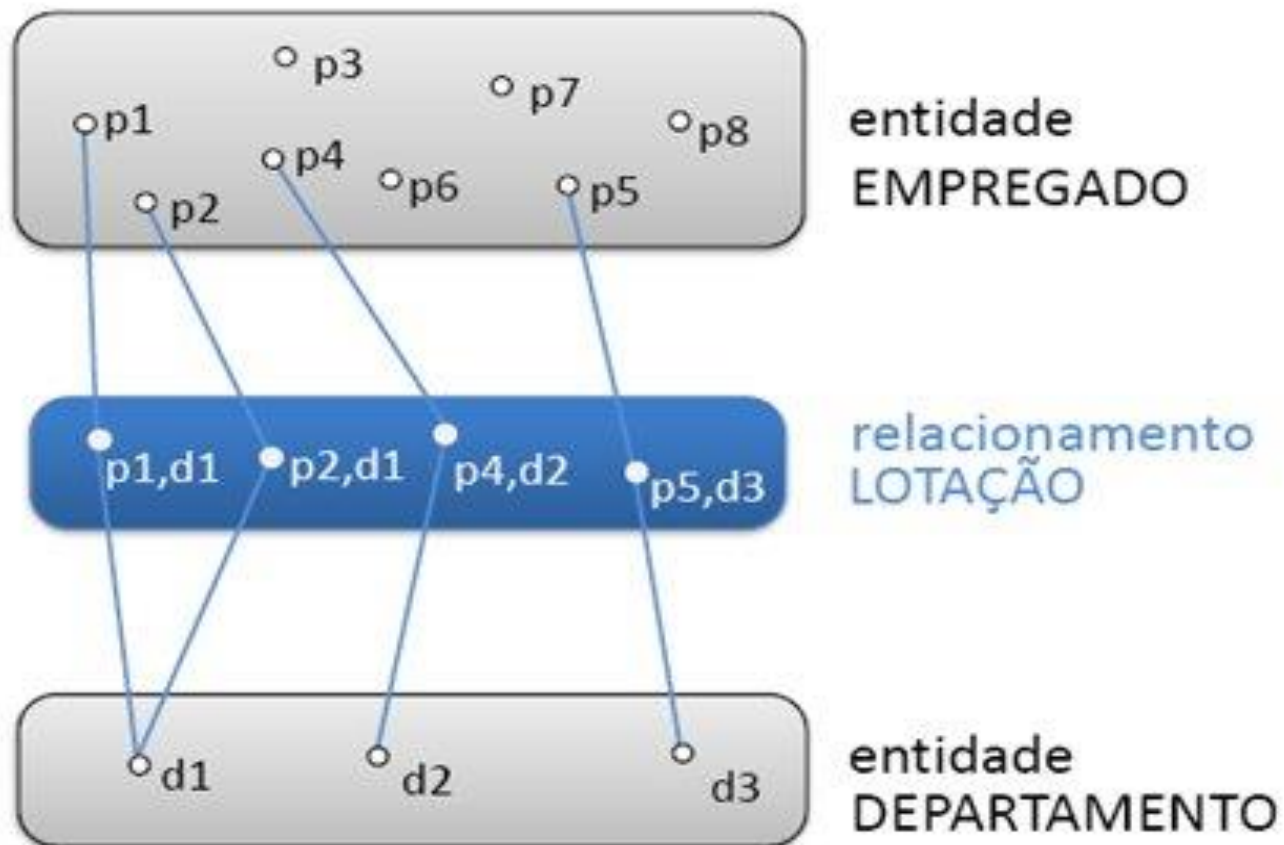 p3
p7
p1
p8
p4
p6
p5
p2
entidade
EMPREGADO
p1,d1
p2,d1
p4,d2
p5,d3
relacionamento
LOTAÇÃO
d1
d2
d3
entidade
DEPARTAMENTO